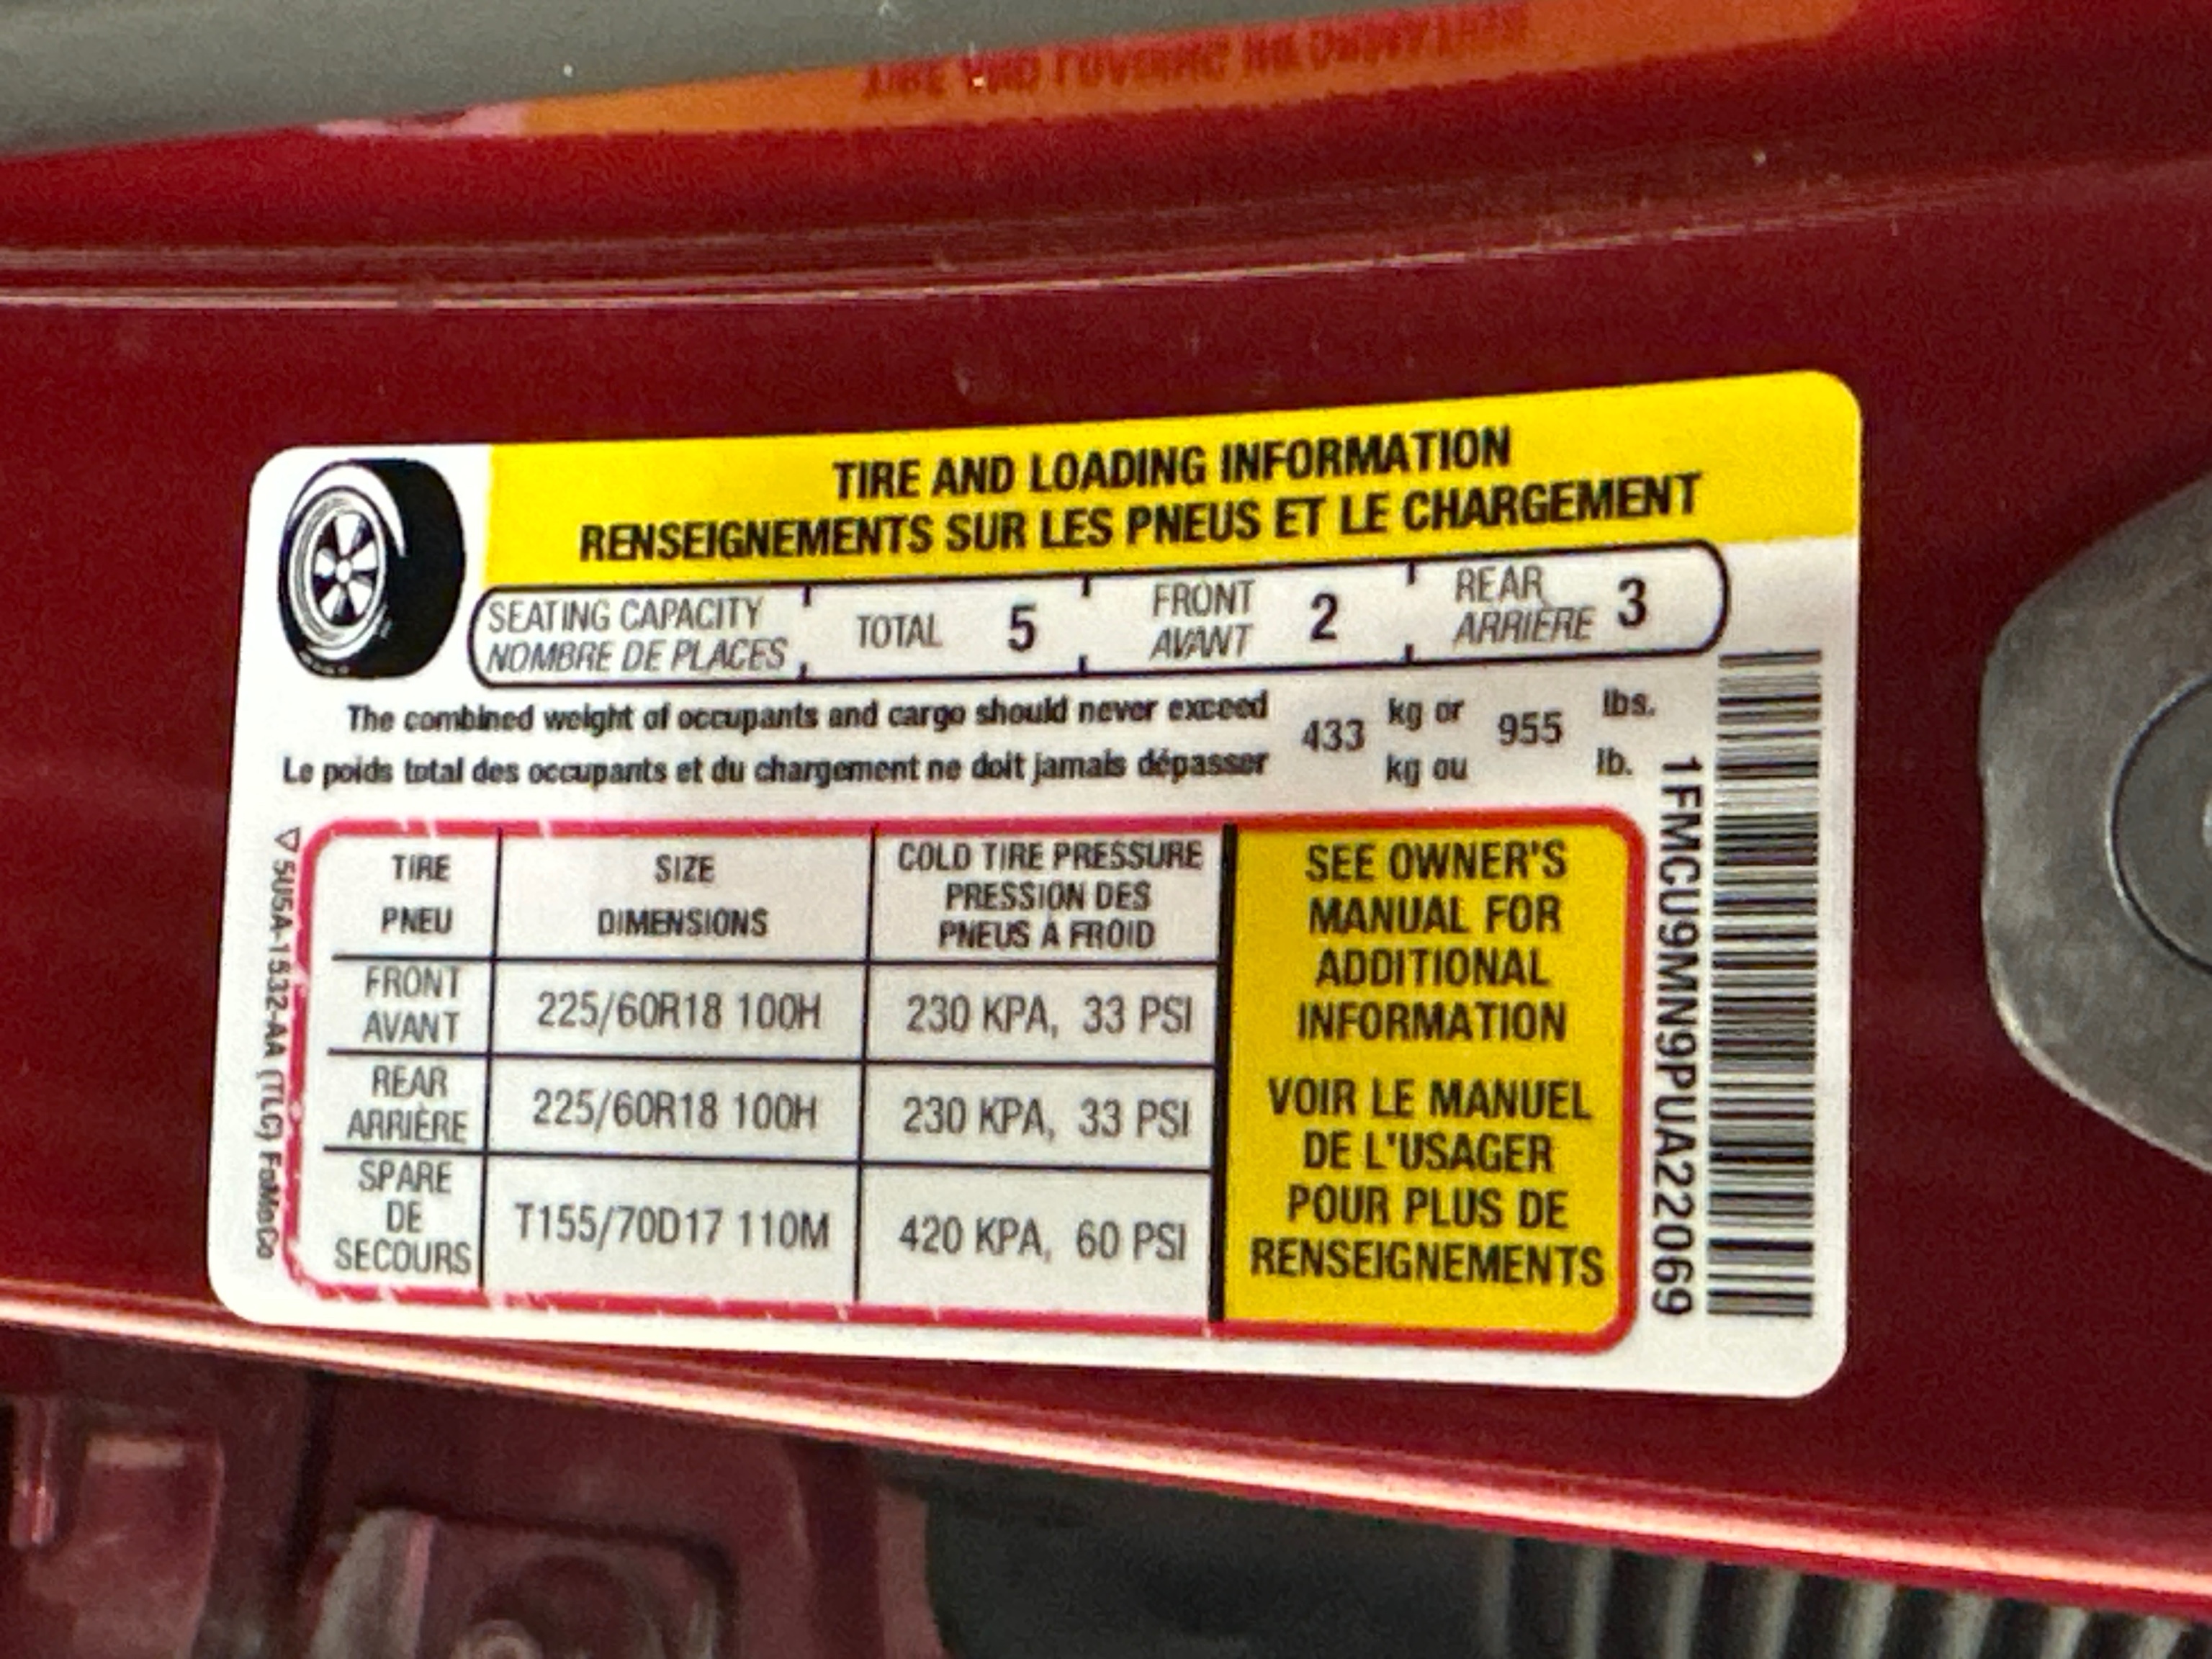 TIRE AND LOADING INFORMATION
RENSEIGNEMENTS SUR LES PNEUS ET LE CHARGEMENT
SEATING CAPACITY
NOMBRE DE PLACES
TOTAL 5
FRONT
AVANT
2
REAR
ARRIÈRE
3
The combined weight of occupants and cargo should never exceed 433 kg or 955 lbs.
Le poids total des occupants et du chargement ne doit jamais dépasser kg ou lb.
TIRE
PNEU
SIZE
DIMENSIONS
COLD TIRE PRESSURE
PRESSION DES
PNEUS À FROID
FRONT
AVANT
225/60R18 100H
230 KPA, 33 PSI
REAR
ARRIÈRE
225/60R18 100H
230 KPA, 33 PSI
SPARE
DE
SECOURS
T155/70D17 110M
420 KPA, 60 PSI
SEE OWNER'S
MANUAL FOR
ADDITIONAL
INFORMATION
VOIR LE MANUEL
DE L'USAGER
POUR PLUS DE
RENSEIGNEMENTS
1FMCU9MN9PUA22069
5U5A-1532-AA (TLC) FoMoCo